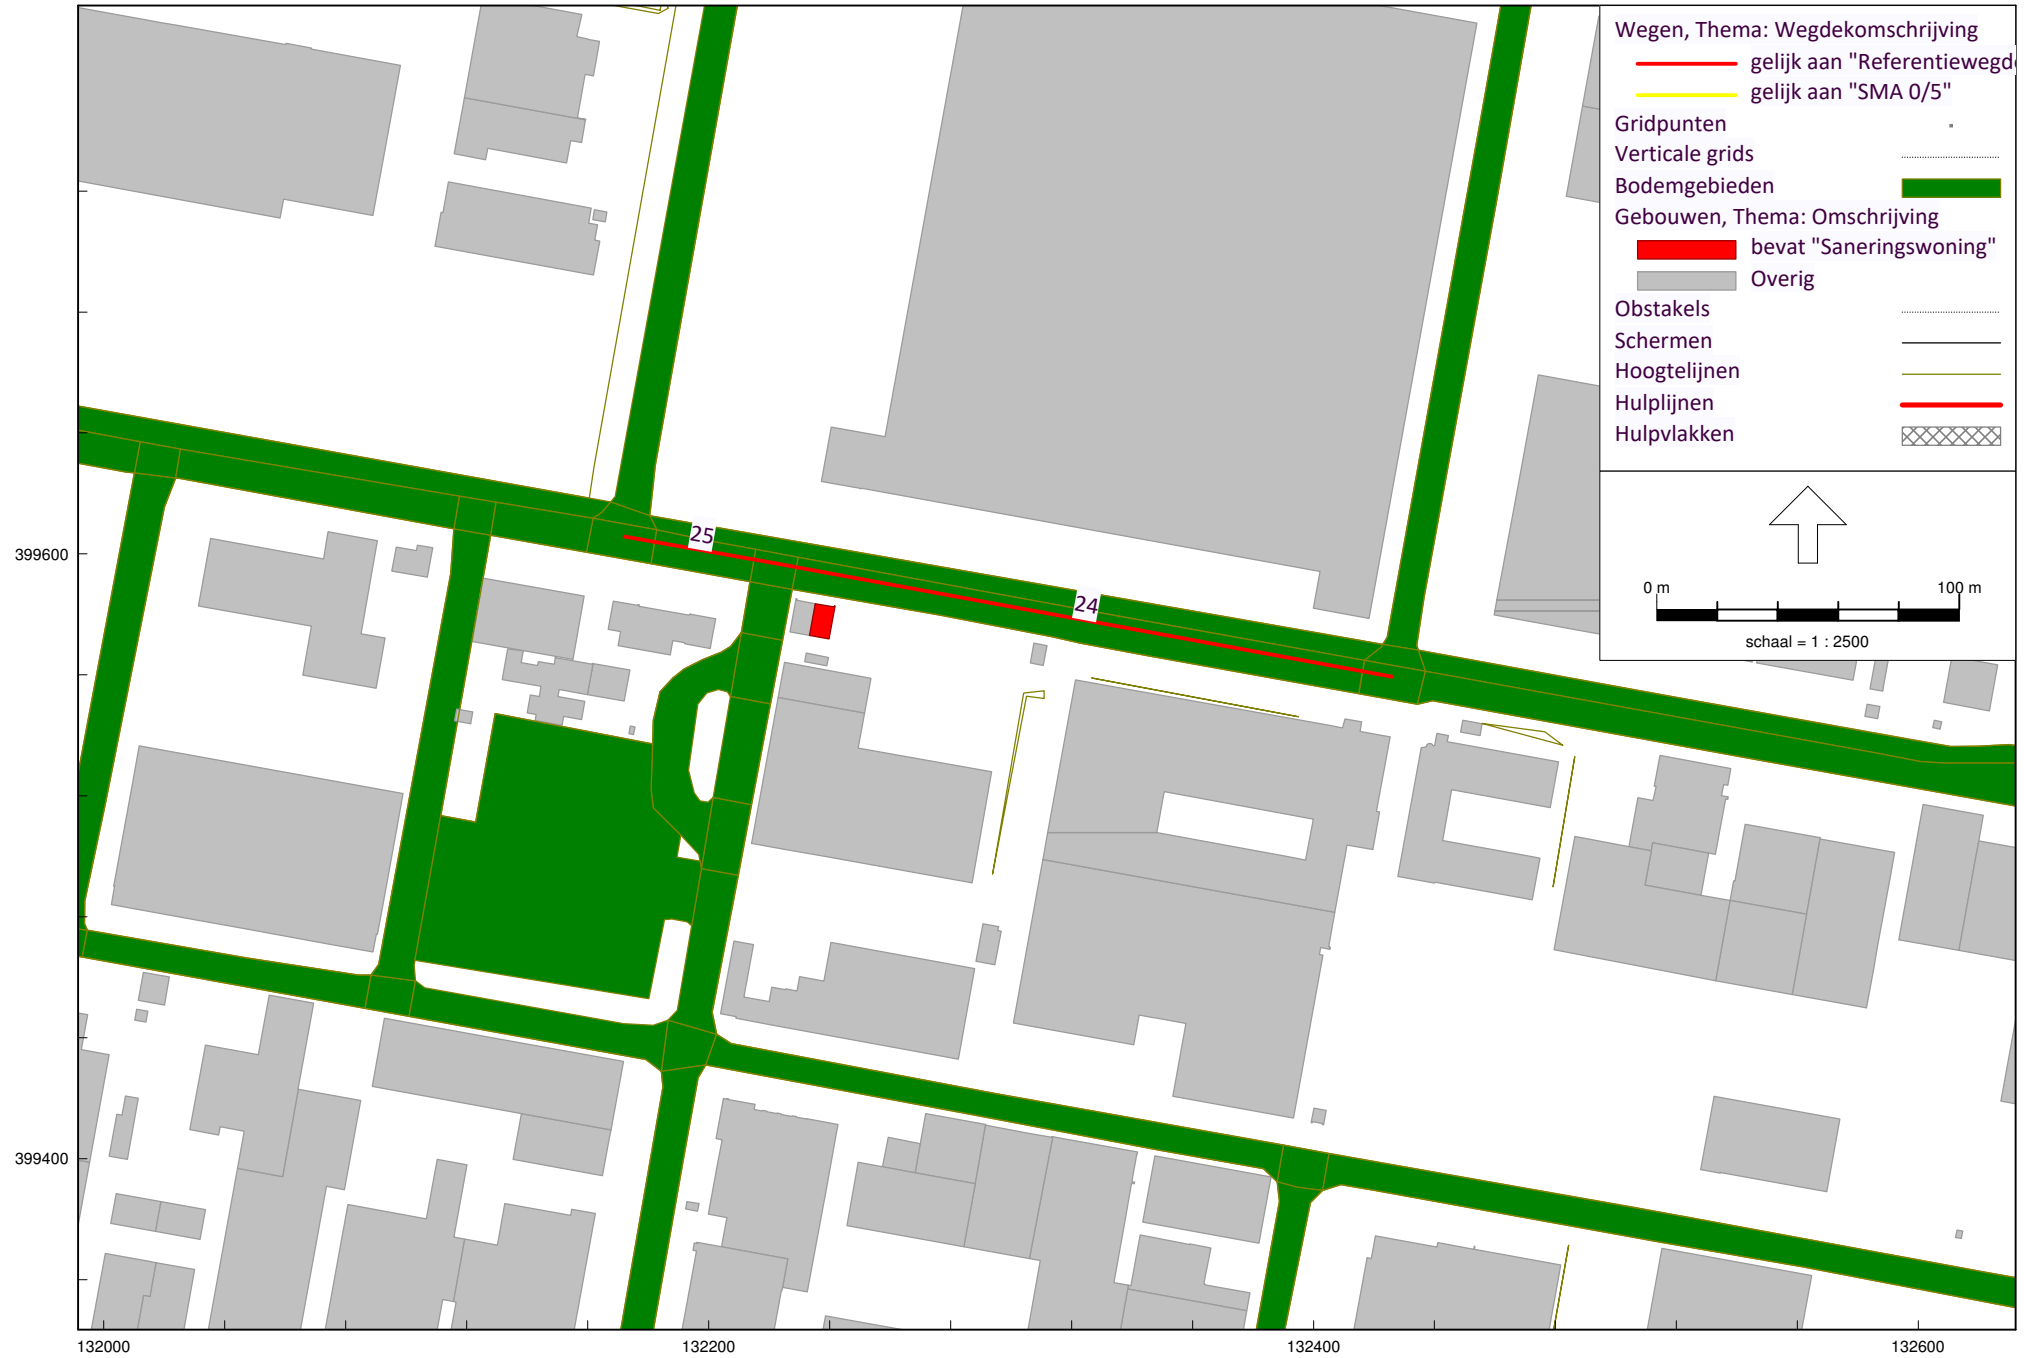 Wegen, Thema: Wegdekomschrijving
gelijk aan "Referentiewegd
gelijk aan "SMA 0/5"
Gridpunten
Verticale grids
Bodemgebieden
Gebouwen, Thema: Omschrijving
bevat "Saneringswoning"
Overig
Obstakels
Schermen
Hoogtelijnen
Hulplijnen
Hulpvlakken
0 m 100 m
schaal = 1 : 2500
399600
25
24
399400
132000 132200 132400 132600